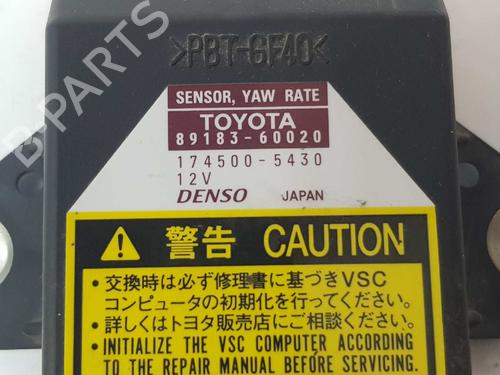 >PBT-GF40<
SENSOR, YAW RATE
TOYOTA
89183-60020
174500-5430
12V
DENSO JAPAN
警告 CAUTION
• 交換時は必ず修理書に基づきVSC
コンピュータの初期化を行ってください。
• 詳しくはトヨタ販売店にご相談ください。
• INITIALIZE THE VSC COMPUTER ACCORDING
TO THE REPAIR MANUAL BEFORE SERVICING.
B-PARTS